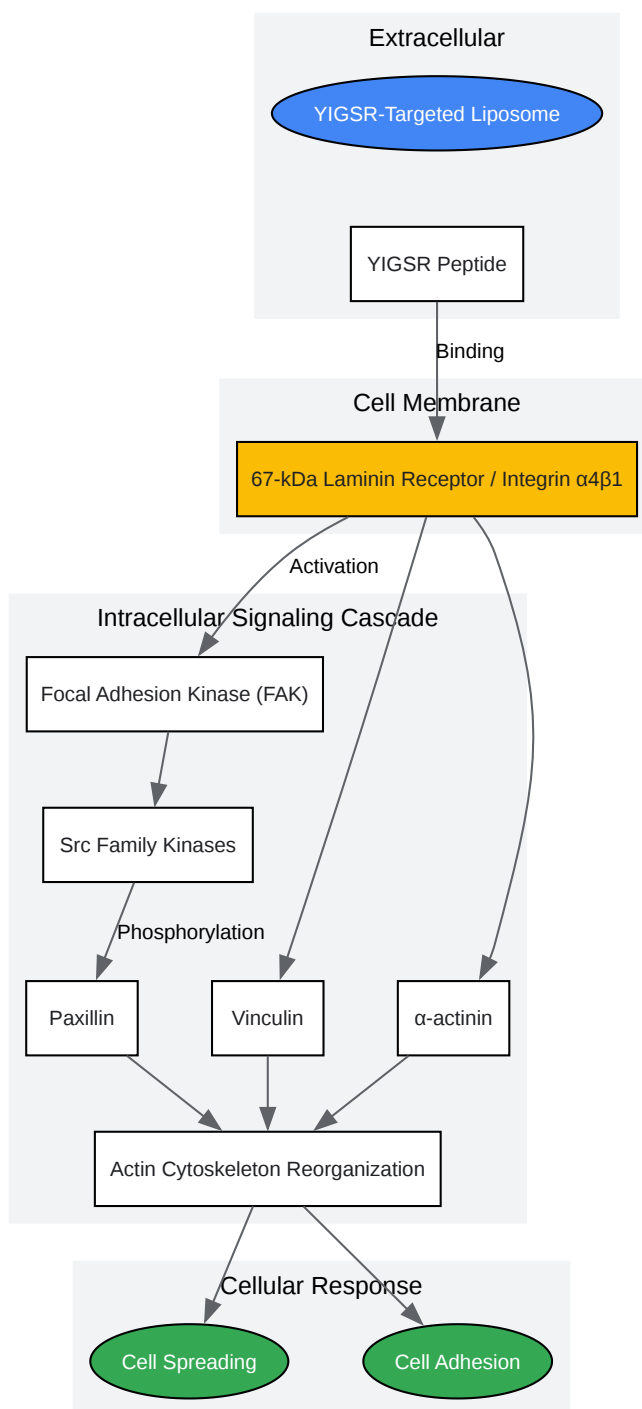 Extracellular
YIGSR-Targeted Liposome
YIGSR Peptide
Binding
Cell Membrane
67-kDa Laminin Receptor / Integrin α4β1
Activation
Intracellular Signaling Cascade
Focal Adhesion Kinase (FAK)
Src Family Kinases
Phosphorylation
Paxillin
Vinculin
α-actinin
Actin Cytoskeleton Reorganization
Cellular Response
Cell Spreading
Cell Adhesion